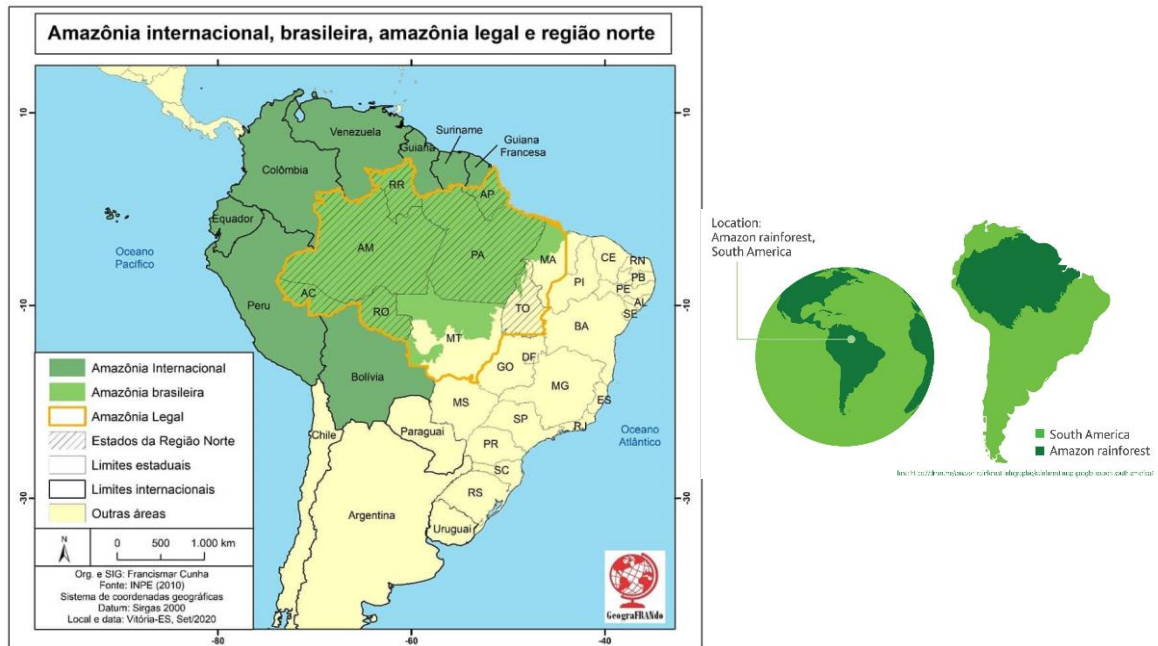 Amazônia internacional, brasileira, amazônia legal e região norte
10
-10
-30
10
-10
-30
-80
-60
-40
Venezuela
Suriname
Guiana
Guiana
Francesa
Colômbia
RR
AP
Equador
Oceano
Pacífico
AM
PA
MA
CE
RN
PB
PI
PE
AL
SE
AC
Peru
RO
TO
BA
MT
Bolívia
GO
DF
MG
ES
MS
SP
RJ
Oceano
Atlântico
Chile
Paraguai
PR
SC
RS
Argentina
Uruguai
Amazônia Internacional
Amazônia brasileira
Amazônia Legal
Estados da Região Norte
Limites estaduais
Limites internacionais
Outras áreas
N
0 500 1.000 km
Org. e SIG: Francismar Cunha
Fonte: INPE (2010)
Sistema de coordenadas geográficas
Datum: Sirgas 2000
Local e data: Vitória-ES, Set/2020
GeograFRANdo
Location:
Amazon rainforest,
South America
South America
Amazon rainforest